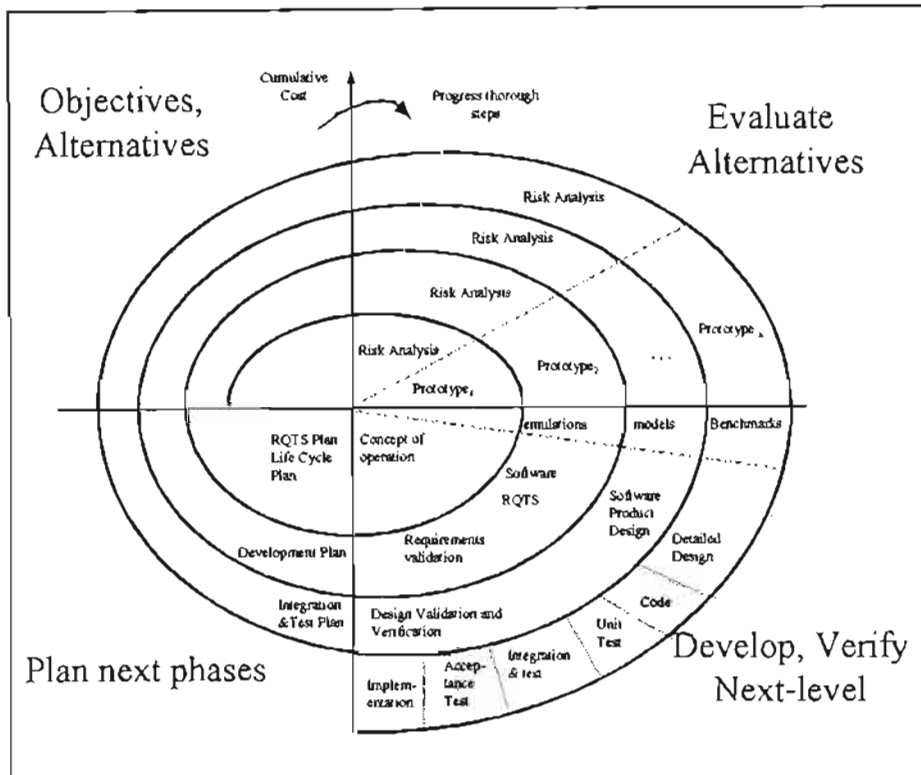 Cumulative
Cost
Progress thorough
steps
Objectives,
Alternatives
Evaluate
Alternatives
Risk Analysis
Risk Analysis
Risk Analysis
Risk Analysis
Prototype
...
Prototype2
Prototype1
emulations
models
Benchmarks
RQTS Plan
Life Cycle
Plan
Concept of
operation
Software
RQTS
Software
Product
Design
Requirements
validation
Development Plan
Detailed
Design
Code
Integration
& Test Plan
Design Validation and
Verification
Unit
Test
Integration
& test
Accep-
tance
Test
Implem-
entation
Plan next phases
Develop, Verify
Next-level